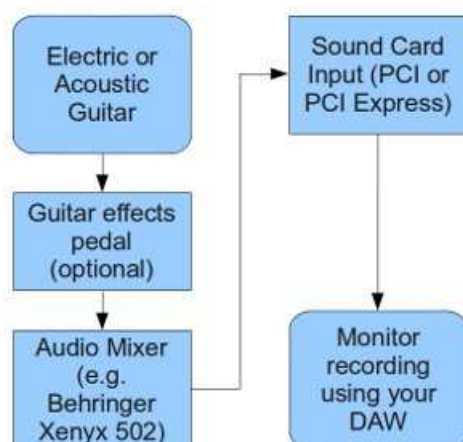 Electric or
Acoustic
Guitar
Guitar effects
pedal
(optional)
Audio Mixer
(e.g.
Behringer
Xenyx 502)
Sound Card
Input (PCI or
PCI Express)
Monitor
recording
using your
DAW